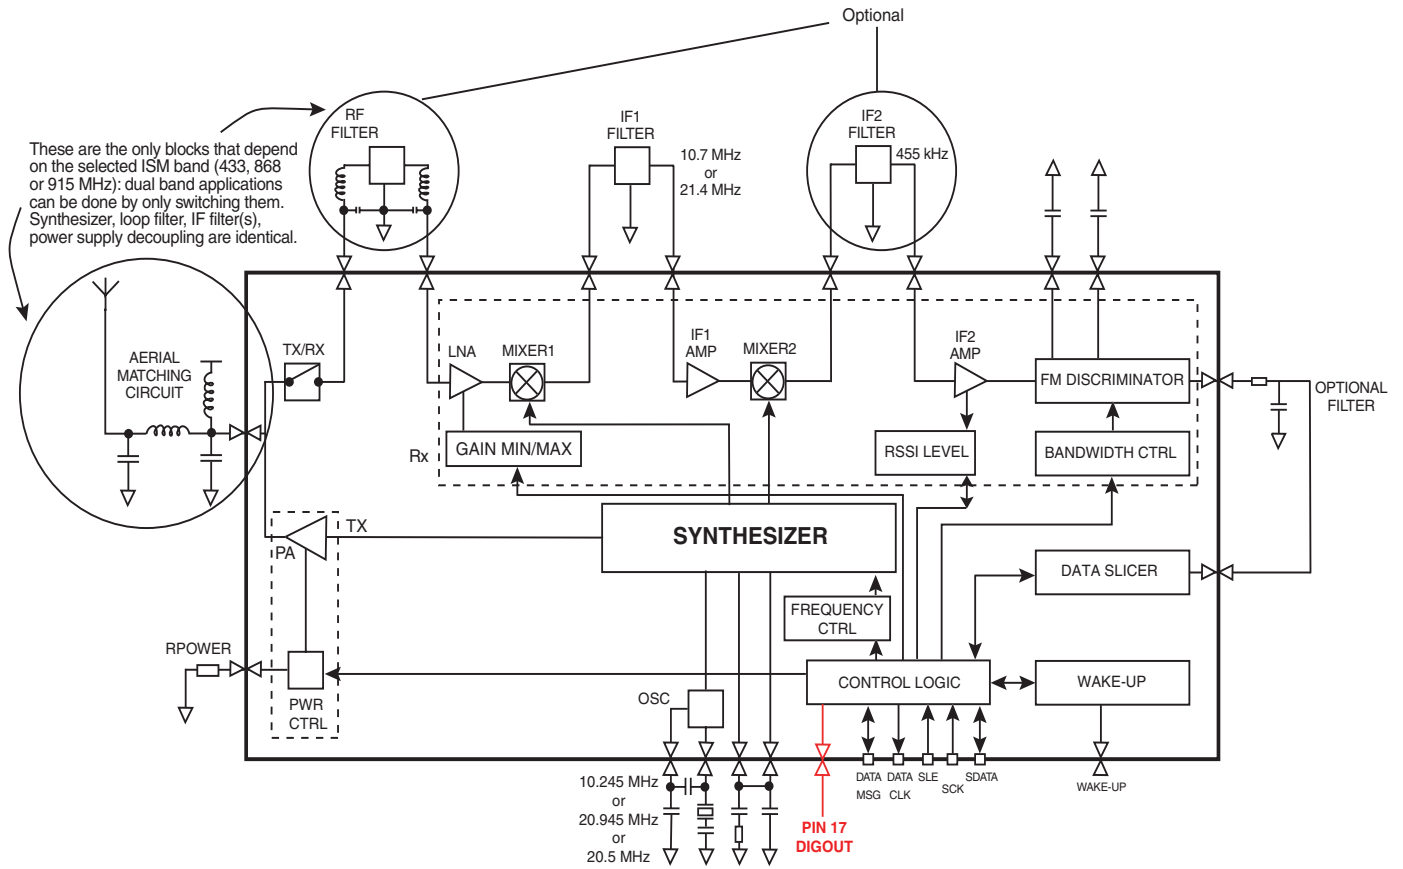 Optional
RF
FILTER
IF1
FILTER
10.7 MHz
or
21.4 MHz
IF2
FILTER
455 kHz
These are the only blocks that depend
on the selected ISM band (433, 868
or 915 MHz): dual band applications
can be done by only switching them.
Synthesizer, loop filter, IF filter(s),
power supply decoupling are identical.
AERIAL
MATCHING
CIRCUIT
TX/RX
LNA
MIXER1
IF1
AMP
MIXER2
IF2
AMP
FM DISCRIMINATOR
OPTIONAL
FILTER
Rx
GAIN MIN/MAX
RSSI LEVEL
BANDWIDTH CTRL
PA
TX
SYNTHESIZER
DATA SLICER
FREQUENCY
CTRL
RPOWER
PWR
CTRL
OSC
CONTROL LOGIC
WAKE-UP
10.245 MHz
or
20.945 MHz
or
20.5 MHz
PIN 17
DIGOUT
DATA
MSG
DATA
CLK
SLE
SCK
SDATA
WAKE-UP